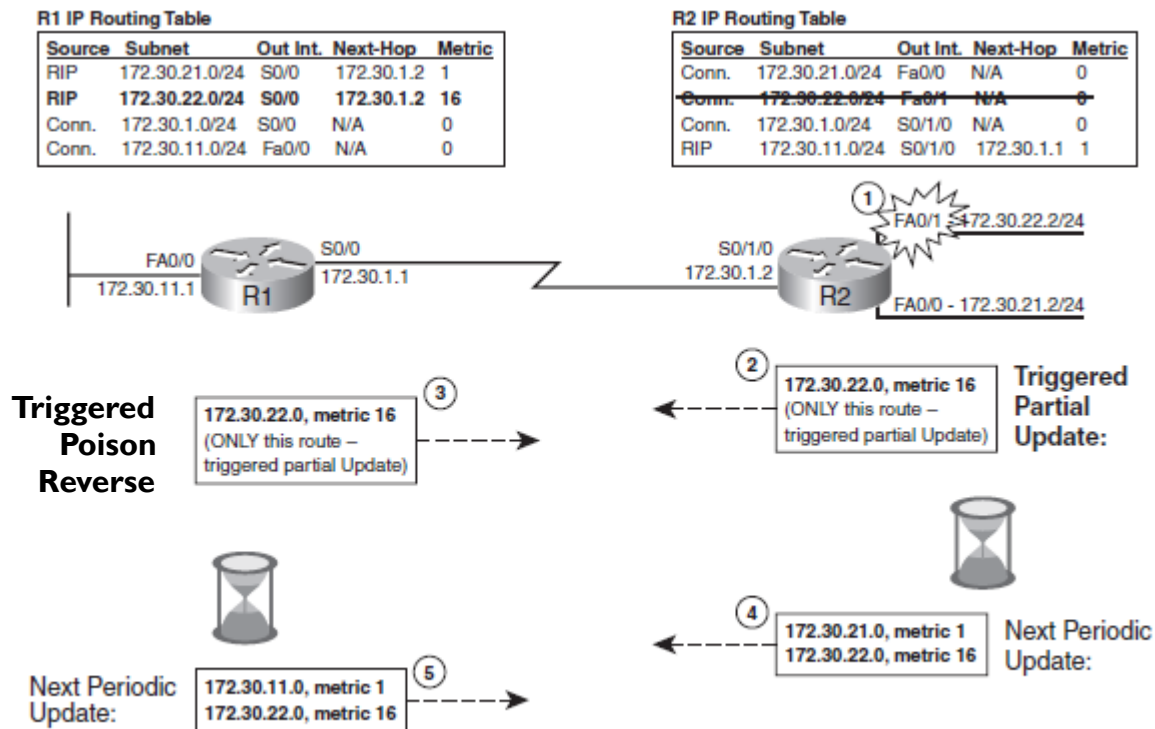 R1 IP Routing Table
Source Subnet Out Int. Next-Hop Metric
RIP 172.30.21.0/24 S0/0 172.30.1.2 1
RIP 172.30.22.0/24 S0/0 172.30.1.2 16
Conn. 172.30.1.0/24 S0/0 N/A 0
Conn. 172.30.11.0/24 Fa0/0 N/A 0
R2 IP Routing Table
Source Subnet Out Int. Next-Hop Metric
Conn. 172.30.21.0/24 Fa0/0 N/A 0
Conn. 172.30.22.0/24 Fa0/1 N/A 0
Conn. 172.30.1.0/24 S0/1/0 N/A 0
RIP 172.30.11.0/24 S0/1/0 172.30.1.1 1
1
FA0/1 - 172.30.22.2/24
FA0/0
172.30.11.1
R1
S0/0
172.30.1.1
S0/1/0
172.30.1.2
R2
FA0/0 - 172.30.21.2/24
2
172.30.22.0, metric 16
(ONLY this route –
triggered partial Update)
Triggered
Partial
Update:
Triggered
Poison
Reverse
3
172.30.22.0, metric 16
(ONLY this route –
triggered partial Update)
4
172.30.21.0, metric 1
172.30.22.0, metric 16
Next Periodic
Update:
Next Periodic
Update:
5
172.30.11.0, metric 1
172.30.22.0, metric 16